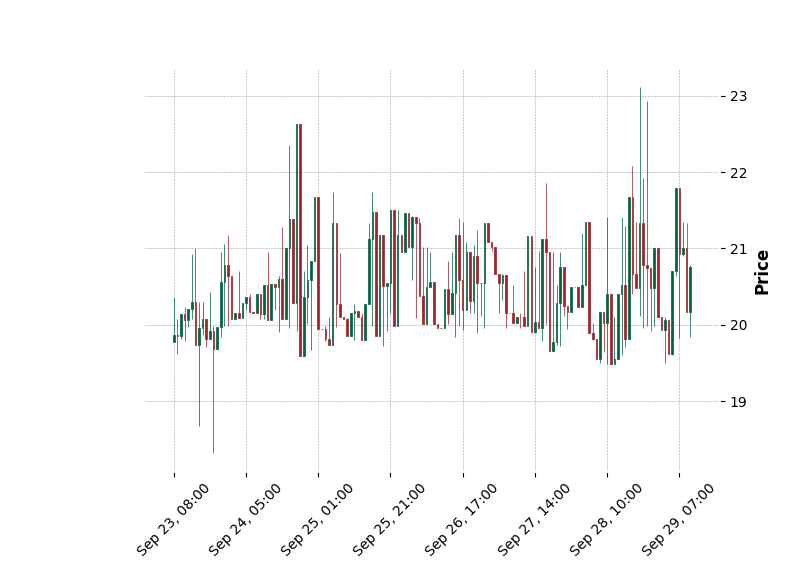 23
22
21
20
19
Price
Sep 23, 08:00
Sep 24, 05:00
Sep 25, 01:00
Sep 25, 21:00
Sep 26, 17:00
Sep 27, 14:00
Sep 28, 10:00
Sep 29, 07:00